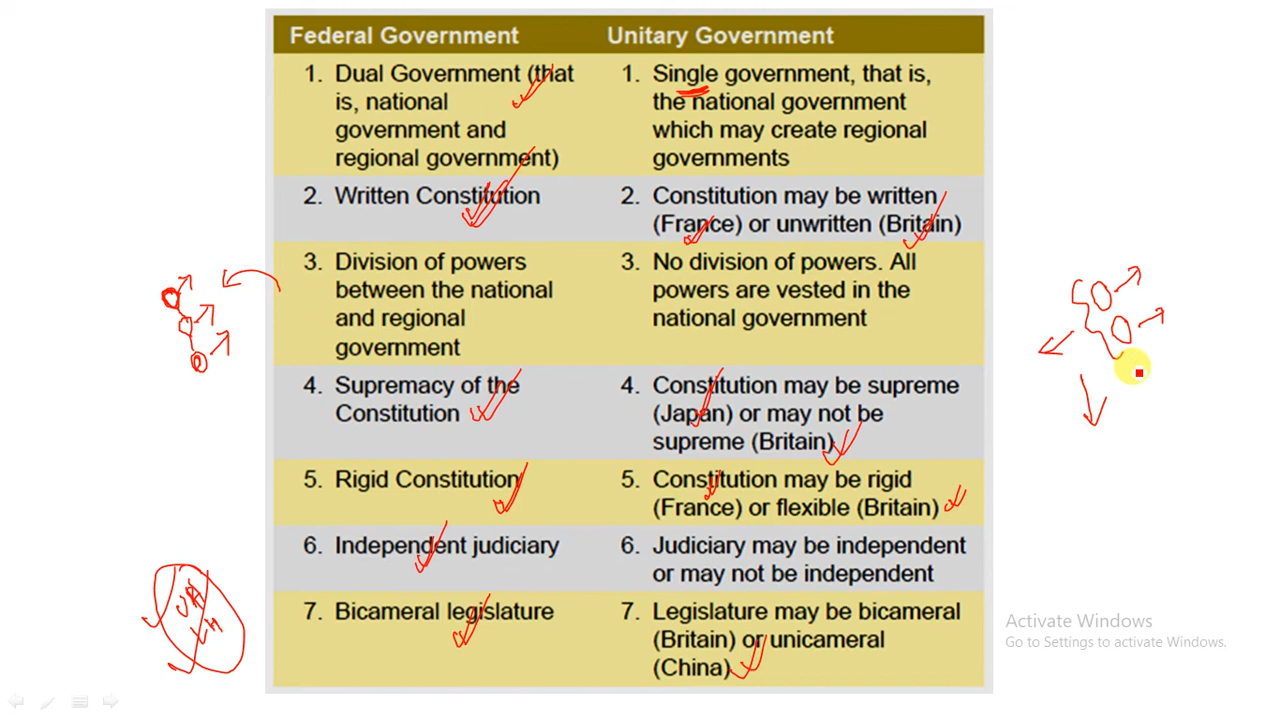 Federal Government
Unitary Government
1. Dual Government (that
is, national
government and
regional government)
1. Single government, that is,
the national government
which may create regional
governments
2. Written Constitution
2. Constitution may be written
(France) or unwritten (Britain)
3. Division of powers
between the national
and regional
government
3. No division of powers. All
powers are vested in the
national government
4. Supremacy of the
Constitution
4. Constitution may be supreme
(Japan) or may not be
supreme (Britain)
5. Rigid Constitution
5. Constitution may be rigid
(France) or flexible (Britain)
6. Independent judiciary
6. Judiciary may be independent
or may not be independent
7. Bicameral legislature
7. Legislature may be bicameral
(Britain) or unicameral
(China)
UH
LH
Activate Windows
Go to Settings to activate Windows.